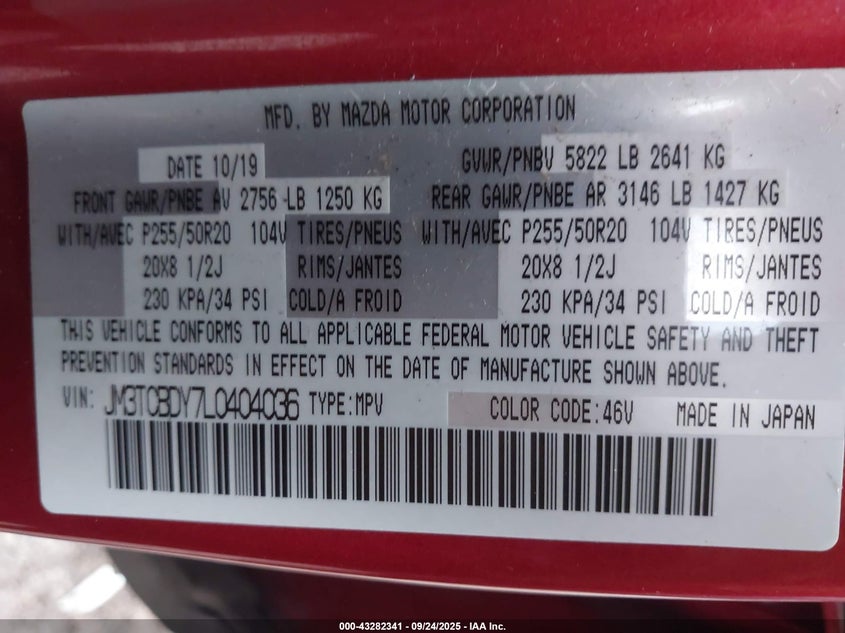 MFD. BY MAZDA MOTOR CORPORATION
DATE 10/19 GVWR/PNBV 5822 LB 2641 KG
FRONT GAWR/PNBE AV 2756 LB 1250 KG REAR GAWR/PNBE AR 3146 LB 1427 KG
WITH/AVEC P255/50R20 104V TIRES/PNEUS WITH/AVEC P255/50R20 104V TIRES/PNEUS
20X8 1/2J RIMS/JANTES 20X8 1/2J RIMS/JANTES
230 KPA/34 PSI COLD/A FROID 230 KPA/34 PSI COLD/A FROID
THIS VEHICLE CONFORMS TO ALL APPLICABLE FEDERAL MOTOR VEHICLE SAFETY AND THEFT
PREVENTION STANDARDS IN EFFECT ON THE DATE OF MANUFACTURE SHOWN ABOVE.
VIN: JM3TCBDY7L0404036 TYPE:MPV COLOR CODE:46V MADE IN JAPAN
000-43282341 - 09/24/2025 - IAA Inc.